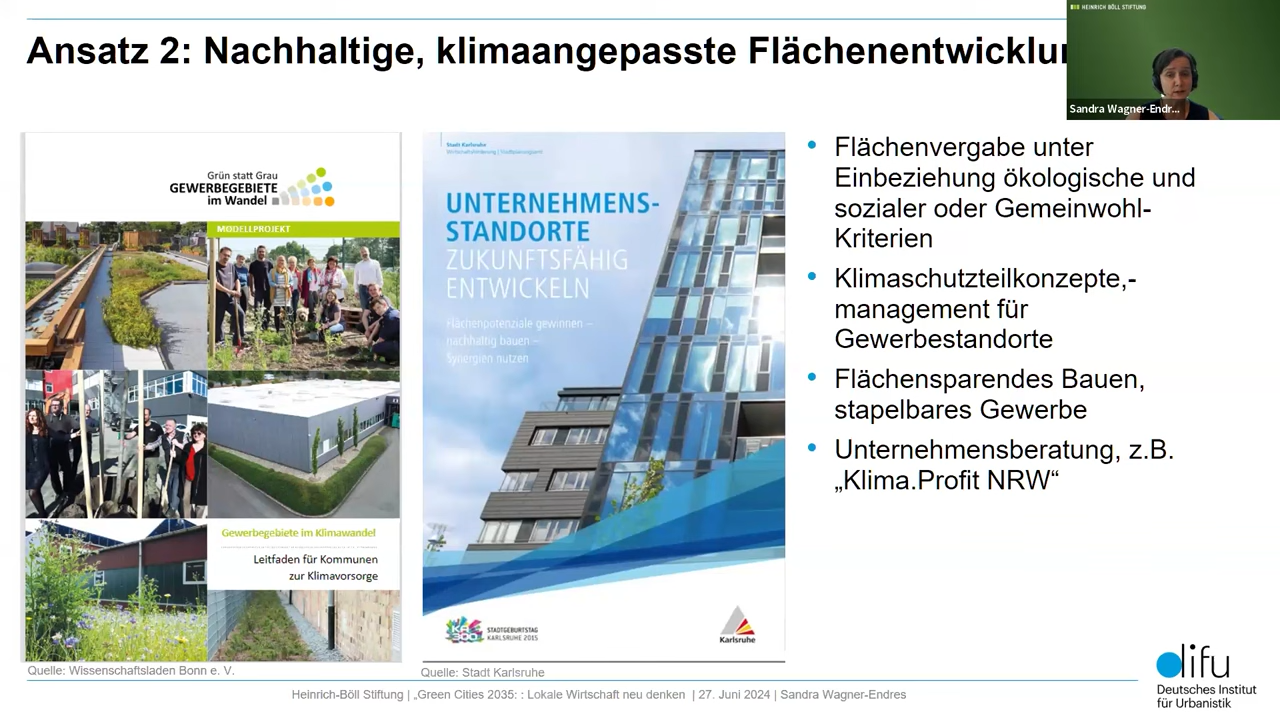 Ansatz 2: Nachhaltige, klimaangepasste Flächenentwicklu
HEINRICH BÖLL STIFTUNG
Sandra Wagner-Endr...
Grün statt Grau
GEWERBEGEBIETE
im Wandel
MODELLPROJEKT
Gewerbegebiete im Klimawandel
Leitfaden für Kommunen
zur Klimavorsorge
Quelle: Wissenschaftsladen Bonn e. V.
Stadt Karlsruhe
Wirtschaftsförderung | Stadtplanungsamt
UNTERNEHMENS-
STANDORTE
ZUKUNFTSFÄHIG
ENTWICKELN
Flächenpotenziale gewinnen –
nachhaltig bauen –
Synergien nutzen
KA300
STADTGEBURTSTAG
KARLSRUHE 2015
Karlsruhe
Quelle: Stadt Karlsruhe
• Flächenvergabe unter
Einbeziehung ökologische und
sozialer oder Gemeinwohl-
Kriterien
• Klimaschutzteilkonzepte,-
management für
Gewerbestandorte
• Flächensparendes Bauen,
stapelbares Gewerbe
• Unternehmensberatung, z.B.
„Klima.Profit NRW“
Heinrich-Böll Stiftung | „Green Cities 2035: : Lokale Wirtschaft neu denken | 27. Juni 2024 | Sandra Wagner-Endres
difu
Deutsches Institut
für Urbanistik